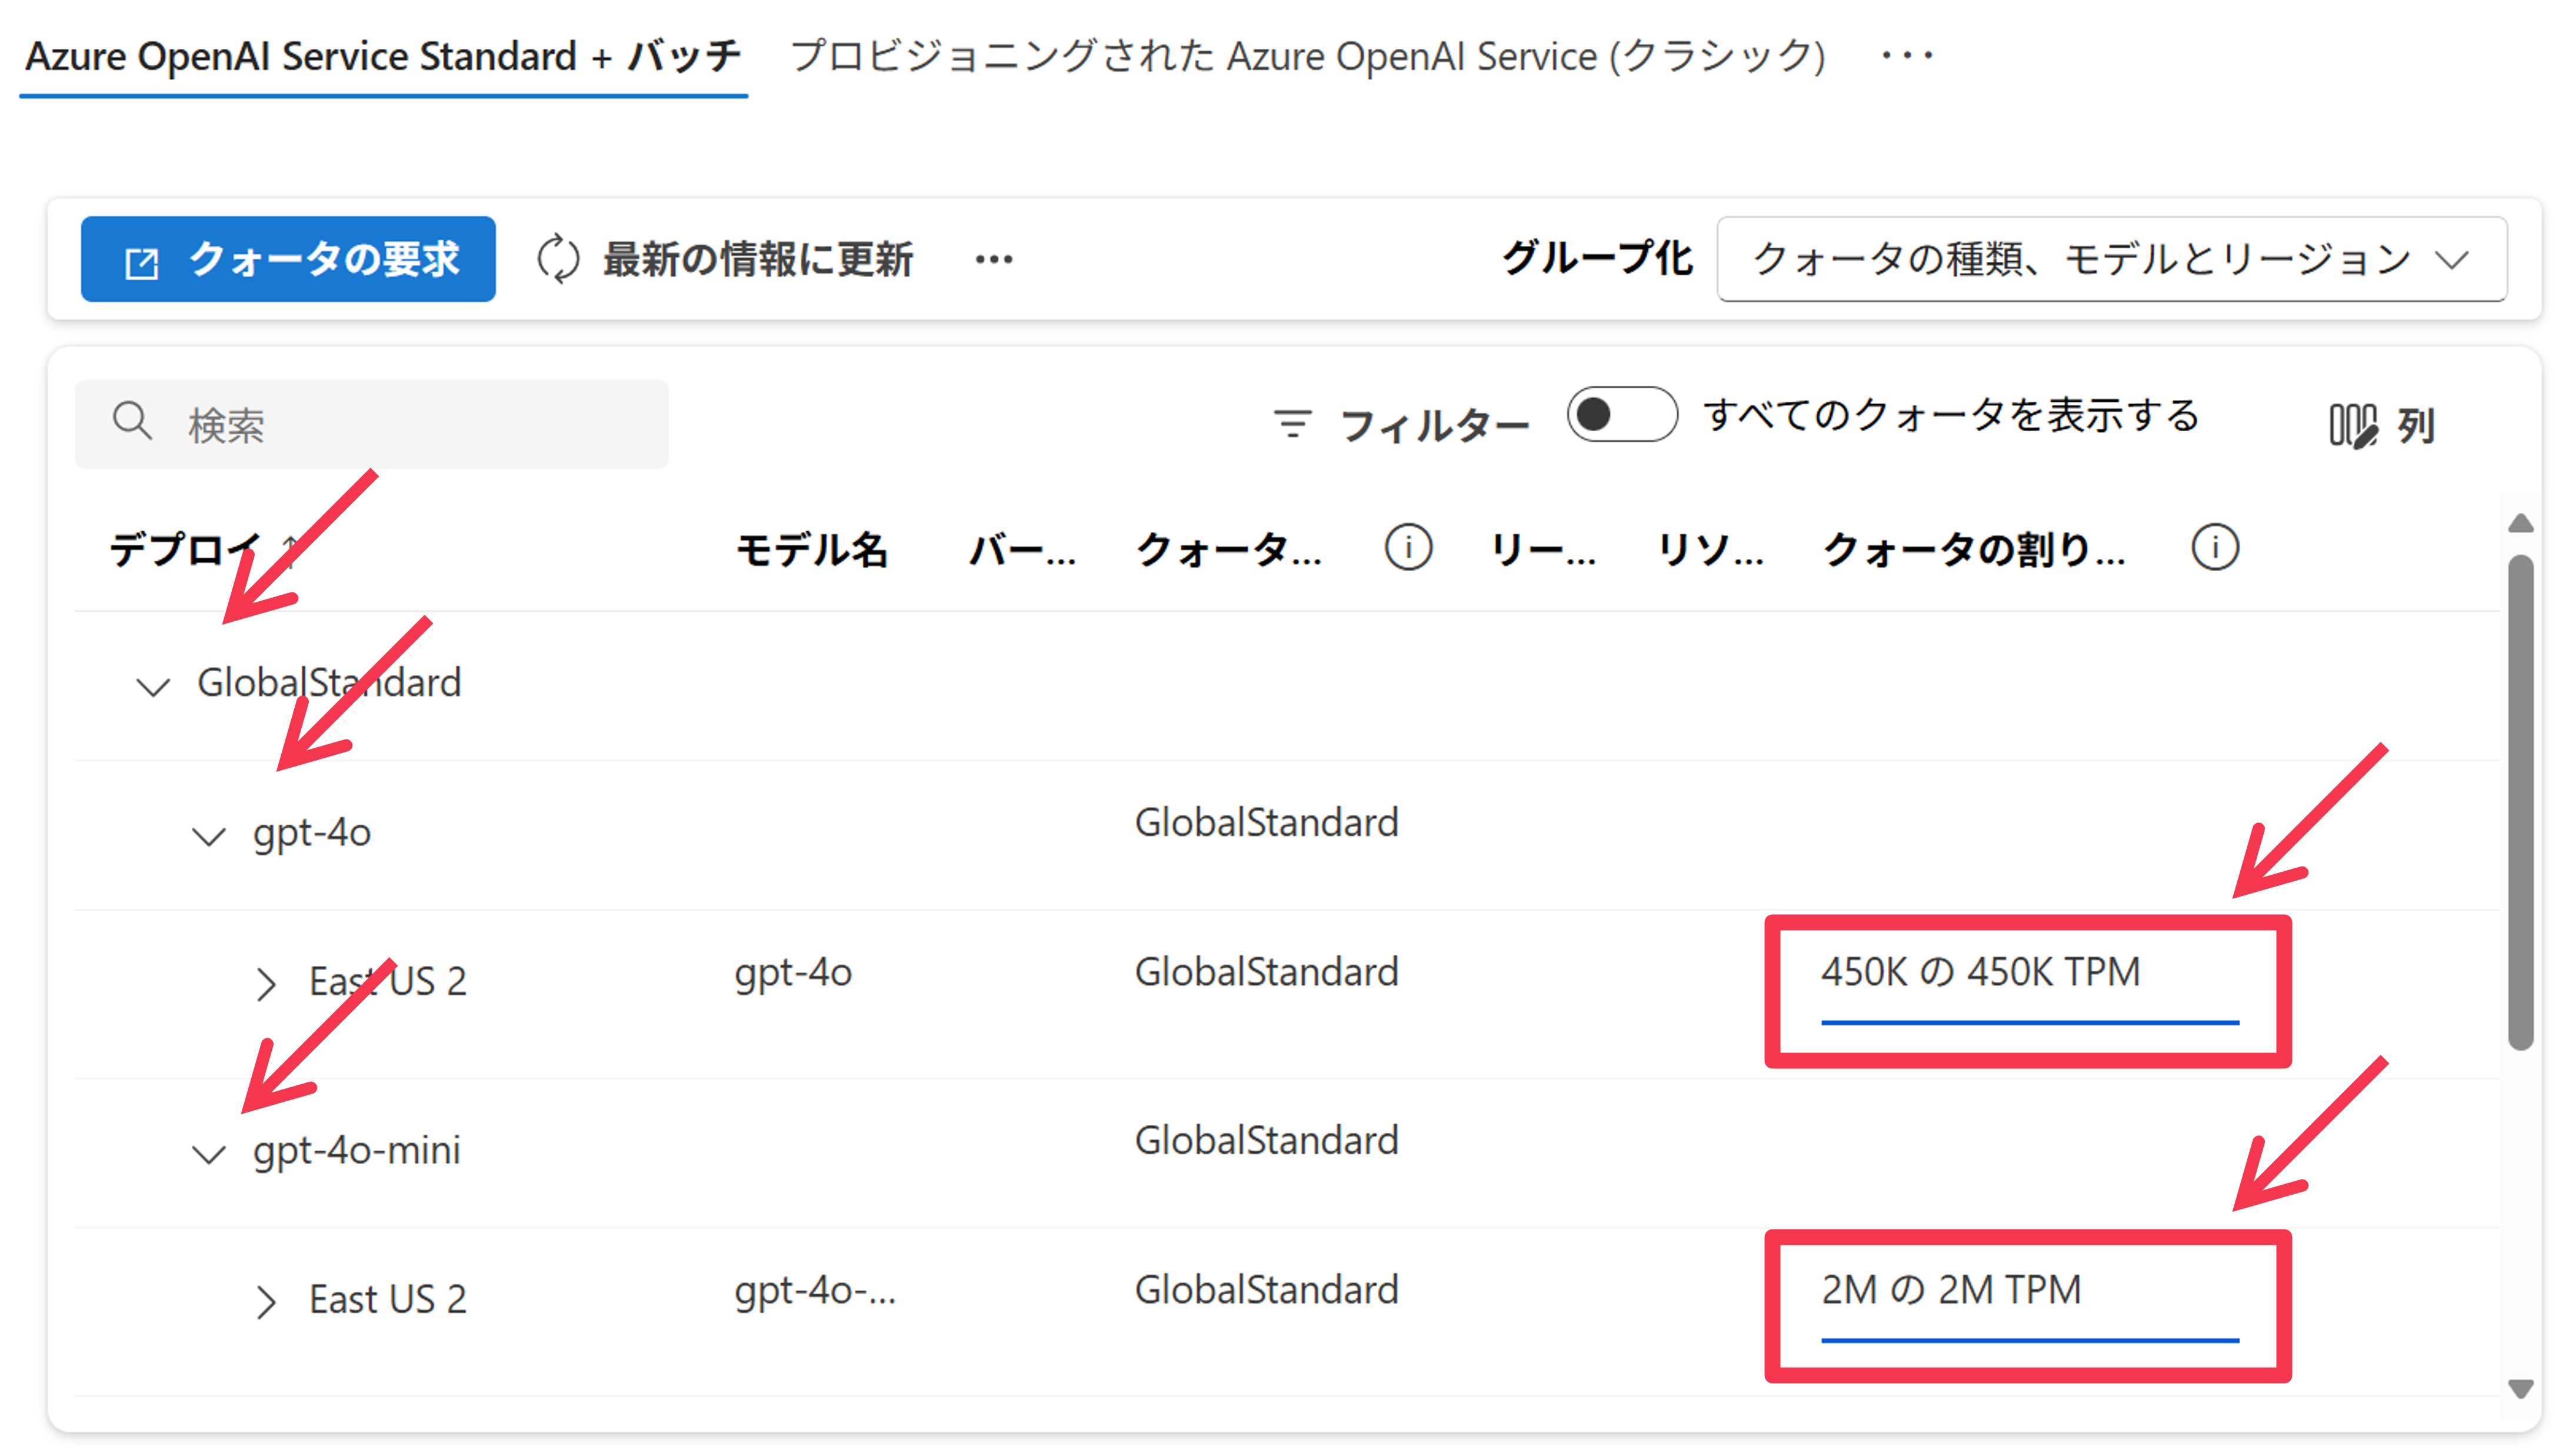 Azure OpenAI Service Standard + バッチ プロビジョニングされた Azure OpenAI Service (クラシック) ···
クォータの要求 最新の情報に更新 ··· グループ化 クォータの種類、モデルとリージョン
検索 フィルター すべてのクォータを表示する 列
デプロイ ↑ モデル名 バー... クォータ... リー... リソ... クォータの割り...
GlobalStandard
gpt-4o GlobalStandard
East US 2 gpt-4o GlobalStandard 450K の 450K TPM
gpt-4o-mini GlobalStandard
East US 2 gpt-4o-... GlobalStandard 2M の 2M TPM